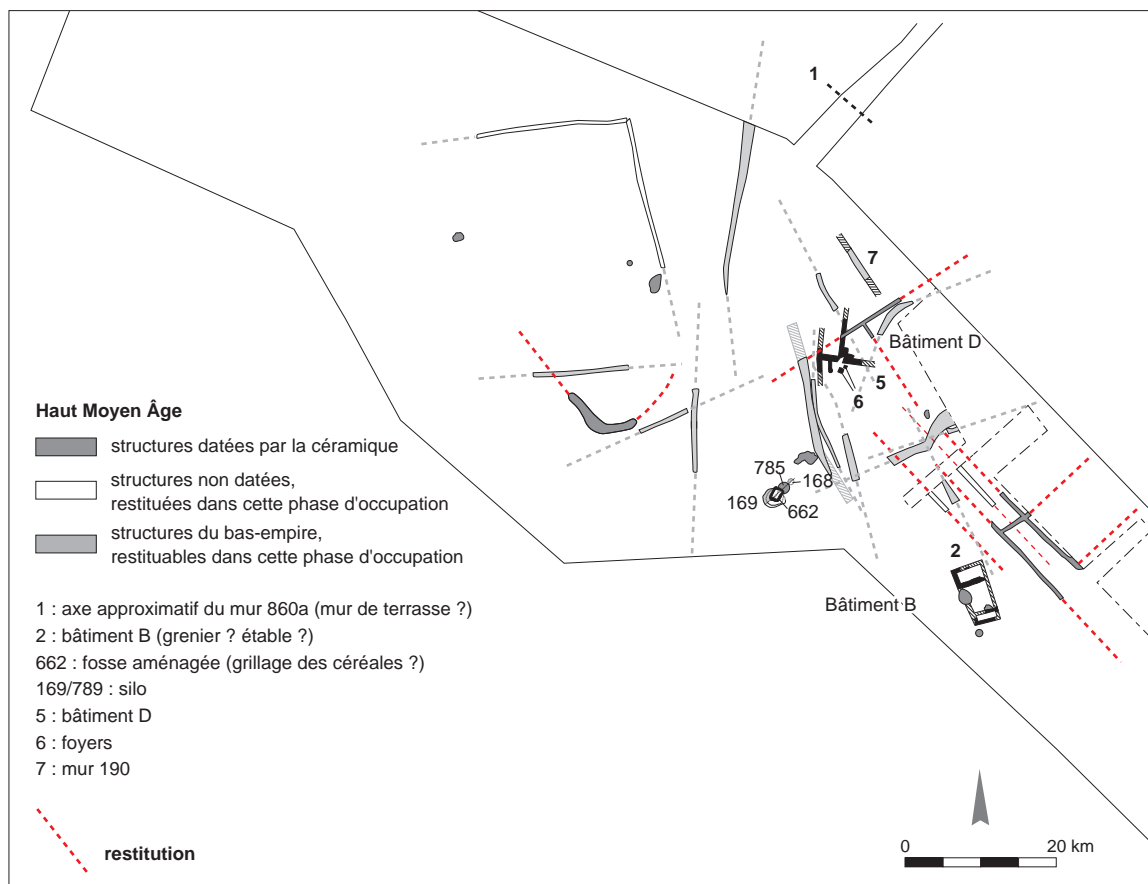 1
7
Bâtiment D
5
6
785
168
169
662
2
Bâtiment B
Haut Moyen Âge
structures datées par la céramique
structures non datées,
restituées dans cette phase d'occupation
structures du bas-empire,
restituables dans cette phase d'occupation
1 : axe approximatif du mur 860a (mur de terrasse ?)
2 : bâtiment B (grenier ? étable ?)
662 : fosse aménagée (grillage des céréales ?)
169/789 : silo
5 : bâtiment D
6 : foyers
7 : mur 190
restitution
0 20 km